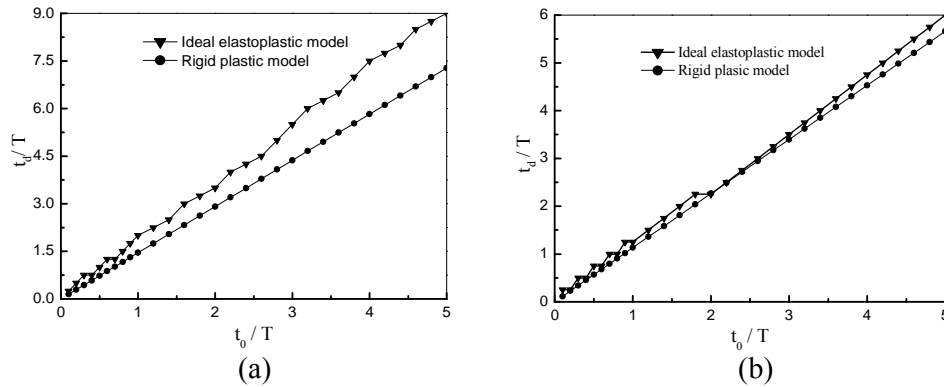 (a)
9.0
7.5
6.0
4.5
3.0
1.5
0.0
t_d / T
Ideal elastoplastic model
Rigid plastic model
0 1 2 3 4 5
t_0 / T
(a)
(b)
6
5
4
3
2
1
0
t_d / T
Ideal elastoplastic model
Rigid plasic model
0 1 2 3 4 5
t_0 / T
(b)